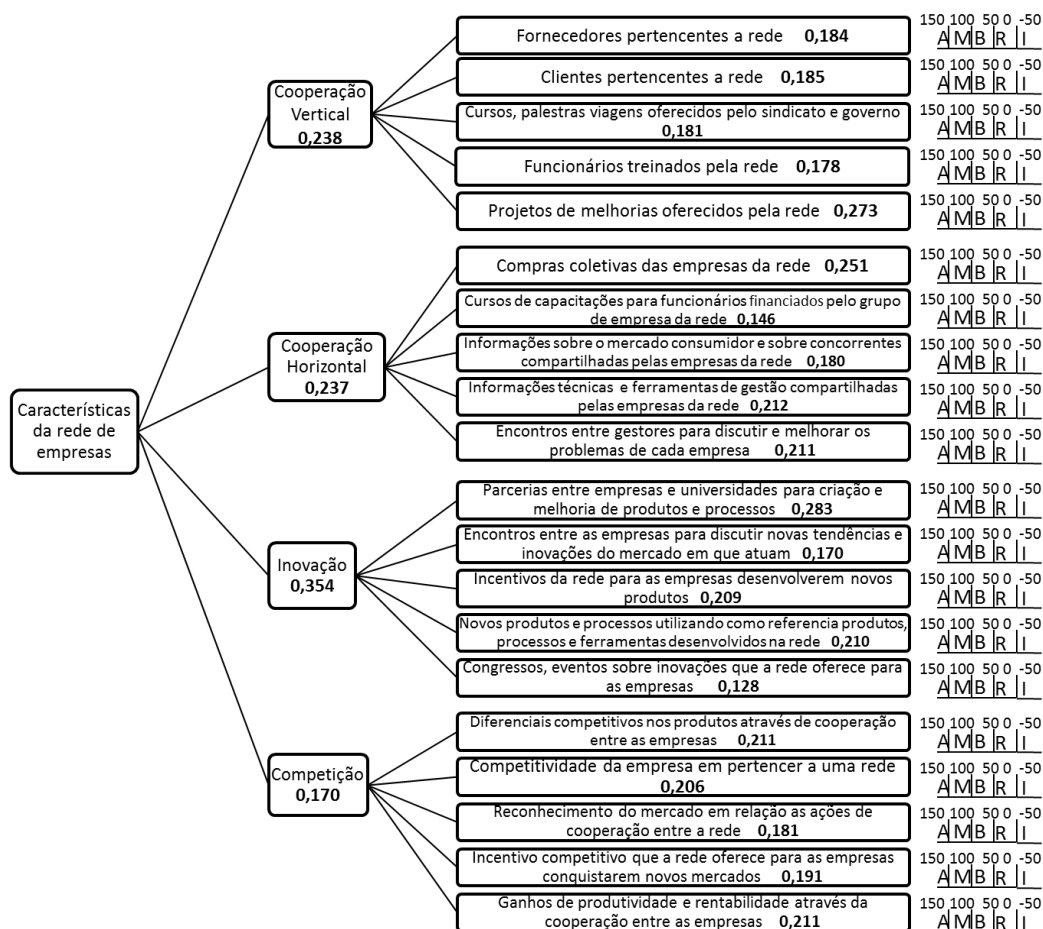 Características
da rede de
empresas
Cooperação
Vertical
0,238
Fornecedores pertencentes a rede 0,184
150 100 50 0 -50
A M B R I
Clientes pertencentes a rede 0,185
150 100 50 0 -50
A M B R I
Cursos, palestras viagens oferecidos pelo sindicato e governo
0,181
150 100 50 0 -50
A M B R I
Funcionários treinados pela rede 0,178
150 100 50 0 -50
A M B R I
Projetos de melhorias oferecidos pela rede 0,273
150 100 50 0 -50
A M B R I
Cooperação
Horizontal
0,237
Compras coletivas das empresas da rede 0,251
150 100 50 0 -50
A M B R I
Cursos de capacitações para funcionários financiados pelo grupo
de empresa da rede 0,146
150 100 50 0 -50
A M B R I
Informações sobre o mercado consumidor e sobre concorrentes
compartilhadas pelas empresas da rede 0,180
150 100 50 0 -50
A M B R I
Informações técnicas e ferramentas de gestão compartilhadas
pelas empresas da rede 0,212
150 100 50 0 -50
A M B R I
Encontros entre gestores para discutir e melhorar os
problemas de cada empresa 0,211
150 100 50 0 -50
A M B R I
Inovação
0,354
Parcerias entre empresas e universidades para criação e
melhoria de produtos e processos 0,283
150 100 50 0 -50
A M B R I
Encontros entre as empresas para discutir novas tendências e
inovações do mercado em que atuam 0,170
150 100 50 0 -50
A M B R I
Incentivos da rede para as empresas desenvolverem novos
produtos 0,209
150 100 50 0 -50
A M B R I
Novos produtos e processos utilizando como referencia produtos,
processos e ferramentas desenvolvidos na rede 0,210
150 100 50 0 -50
A M B R I
Congressos, eventos sobre inovações que a rede oferece para
as empresas 0,128
150 100 50 0 -50
A M B R I
Competição
0,170
Diferenciais competitivos nos produtos através de cooperação
entre as empresas 0,211
150 100 50 0 -50
A M B R I
Competitividade da empresa em pertencer a uma rede
0,206
150 100 50 0 -50
A M B R I
Reconhecimento do mercado em relação as ações de
cooperação entre a rede 0,181
150 100 50 0 -50
A M B R I
Incentivo competitivo que a rede oferece para as empresas
conquistarem novos mercados 0,191
150 100 50 0 -50
A M B R I
Ganhos de produtividade e rentabilidade através da
cooperação entre as empresas 0,211
150 100 50 0 -50
A M B R I